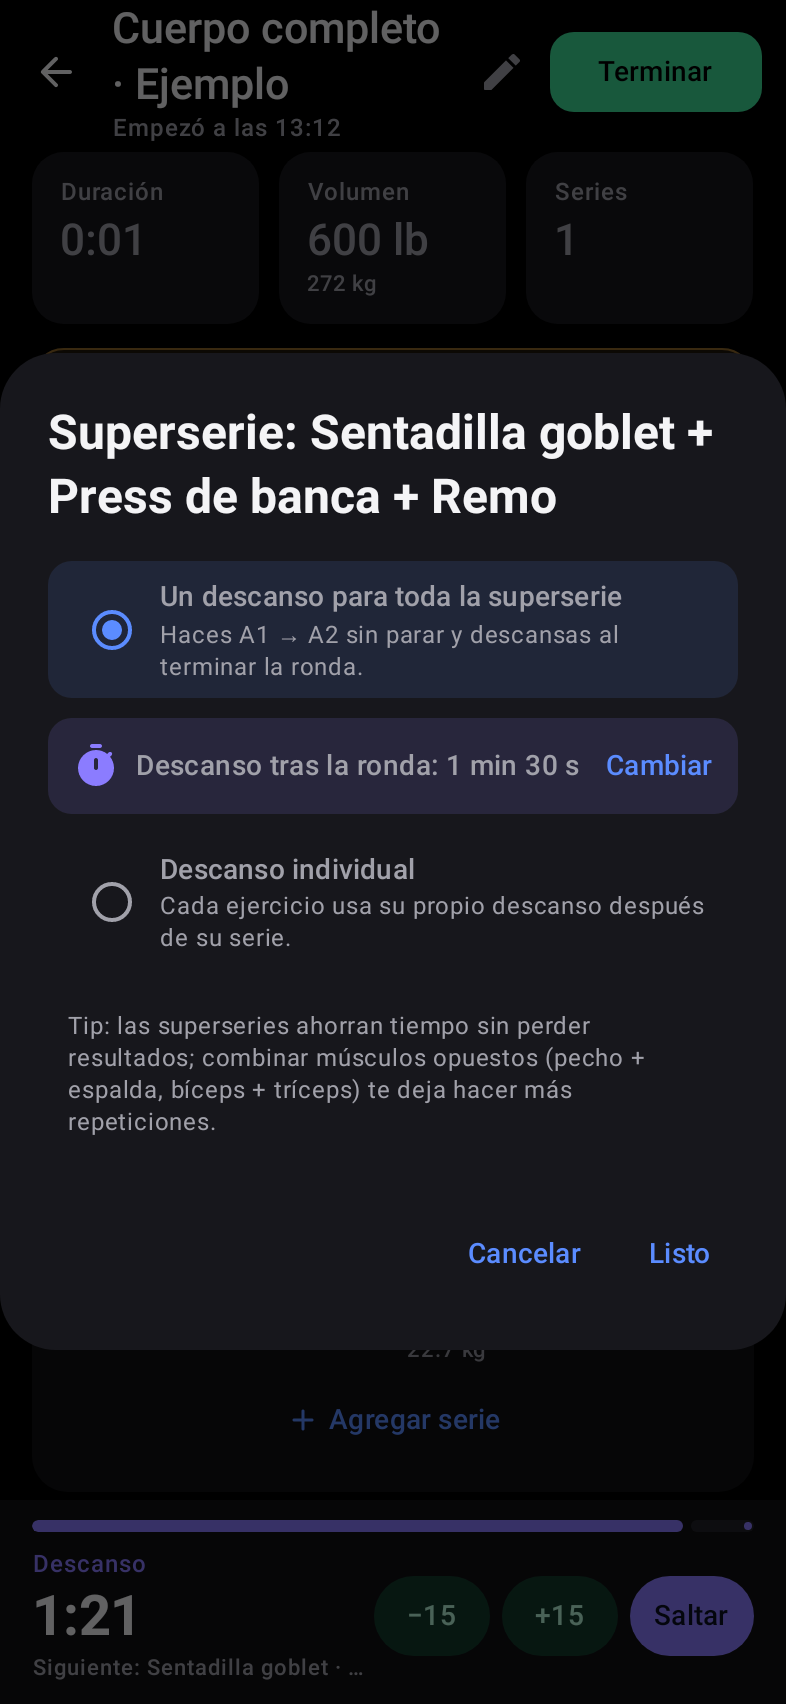 Cuerpo completo
· Ejemplo
Empezó a las 13:12
Terminar
Duración
0:01
Volumen
600 lb
272 kg
Series
1
Superserie: Sentadilla goblet +
Press de banca + Remo
Un descanso para toda la superserie
Haces A1 → A2 sin parar y descansas al
terminar la ronda.
Descanso tras la ronda: 1 min 30 s
Cambiar
Descanso individual
Cada ejercicio usa su propio descanso después
de su serie.
Tip: las superseries ahorran tiempo sin perder
resultados; combinar músculos opuestos (pecho +
espalda, bíceps + tríceps) te deja hacer más
repeticiones.
Cancelar
Listo
22.7 kg
+ Agregar serie
Descanso
1:21
Siguiente: Sentadilla goblet · …
−15
+15
Saltar